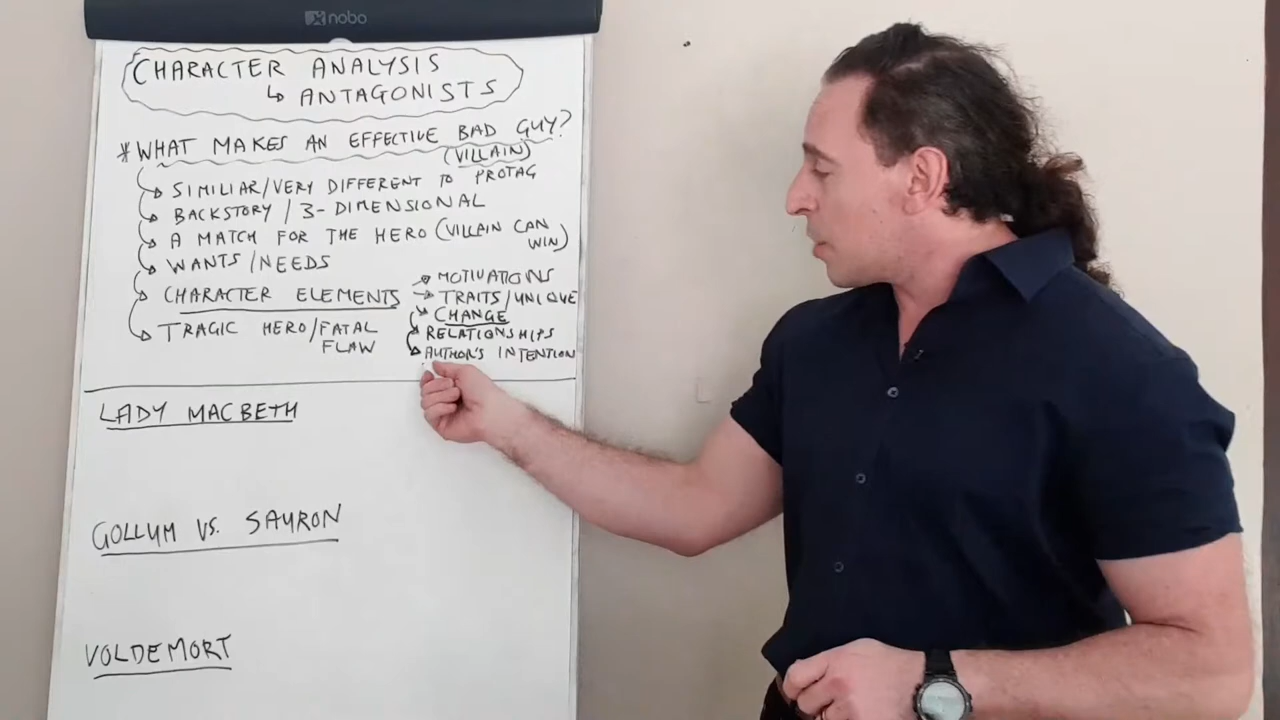 nobo
CHARACTER ANALYSIS
↳ ANTAGONISTS
*WHAT MAKES AN EFFECTIVE BAD GUY?
(VILLAIN)
SIMILIAR/VERY DIFFERENT TO PROTAG
BACKSTORY / 3-DIMENSIONAL
A MATCH FOR THE HERO (VILLAIN CAN
WIN)
WANTS/NEEDS
CHARACTER ELEMENTS
MOTIVATIONS
TRAITS/UNIQUE
CHANGE
RELATIONSHIPS
AUTHOR'S INTENTION
TRAGIC HERO/FATAL
FLAW
LADY MACBETH
GOLLUM VS. SAURON
VOLDEMORT